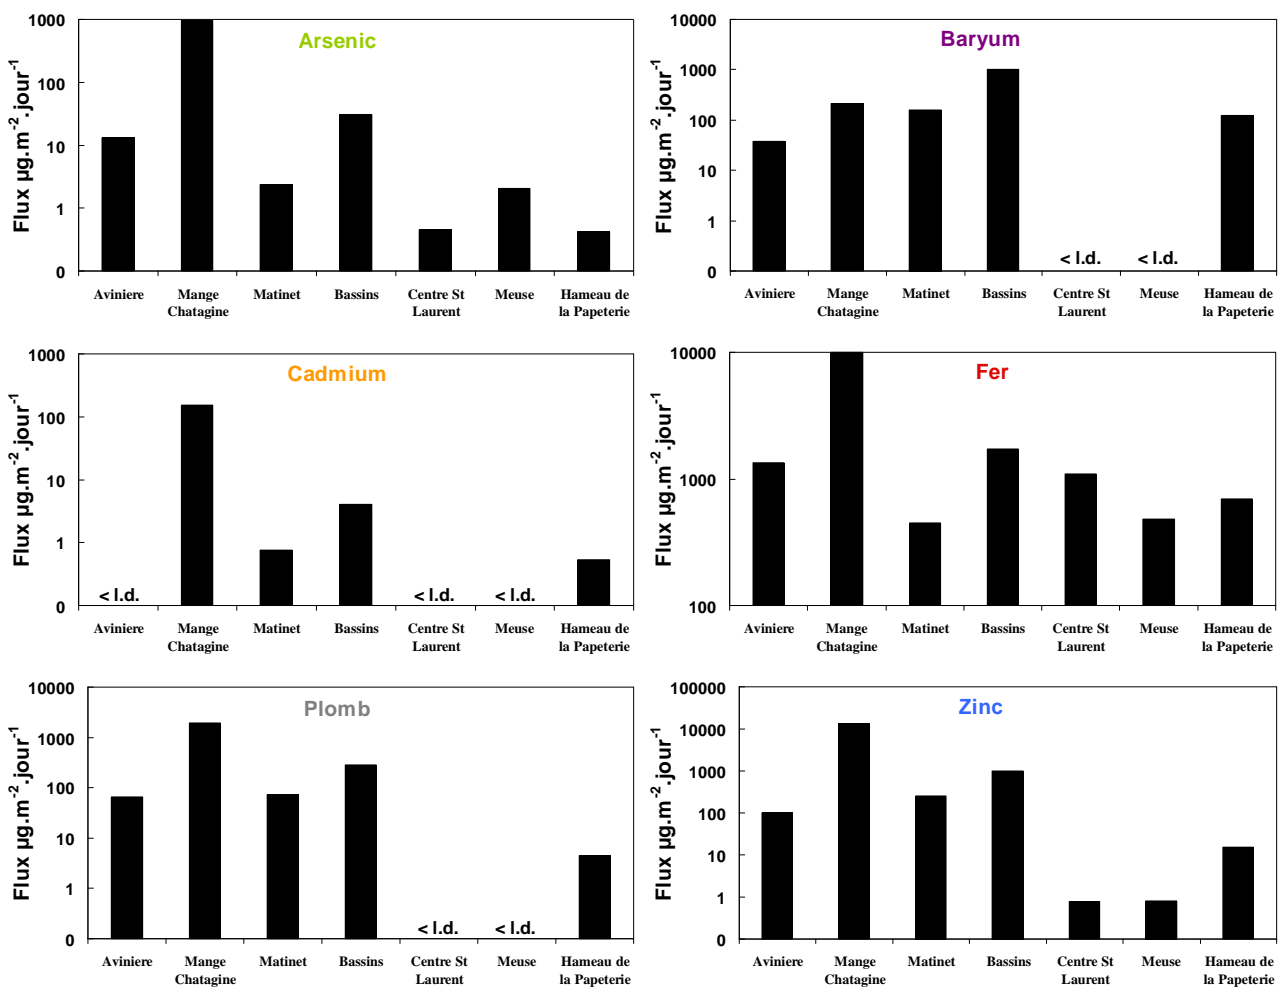 Arsenic
Flux µg.m-2.jour-1
1000
100
10
1
0
Aviniere Mange Matinet Bassins Centre St Meuse Hameau de
Chatagine Laurent la Papeterie
Baryum
Flux µg.m-2.jour-1
10000
1000
100
10
1
0
< l.d. < l.d.
Aviniere Mange Matinet Bassins Centre St Meuse Hameau de
Chatagine Laurent la Papeterie
Cadmium
Flux µg.m-2.jour-1
1000
100
10
1
0
< l.d. < l.d. < l.d.
Aviniere Mange Matinet Bassins Centre St Meuse Hameau de
Chatagine Laurent la Papeterie
Fer
Flux µg.m-2.jour-1
10000
1000
100
Aviniere Mange Matinet Bassins Centre St Meuse Hameau de
Chatagine Laurent la Papeterie
Plomb
Flux µg.m-2.jour-1
10000
1000
100
10
1
0
< l.d. < l.d.
Aviniere Mange Matinet Bassins Centre St Meuse Hameau de
Chatagine Laurent la Papeterie
Zinc
Flux µg.m-2.jour-1
100000
10000
1000
100
10
1
0
Aviniere Mange Matinet Bassins Centre St Meuse Hameau de
Chatagine Laurent la Papeterie